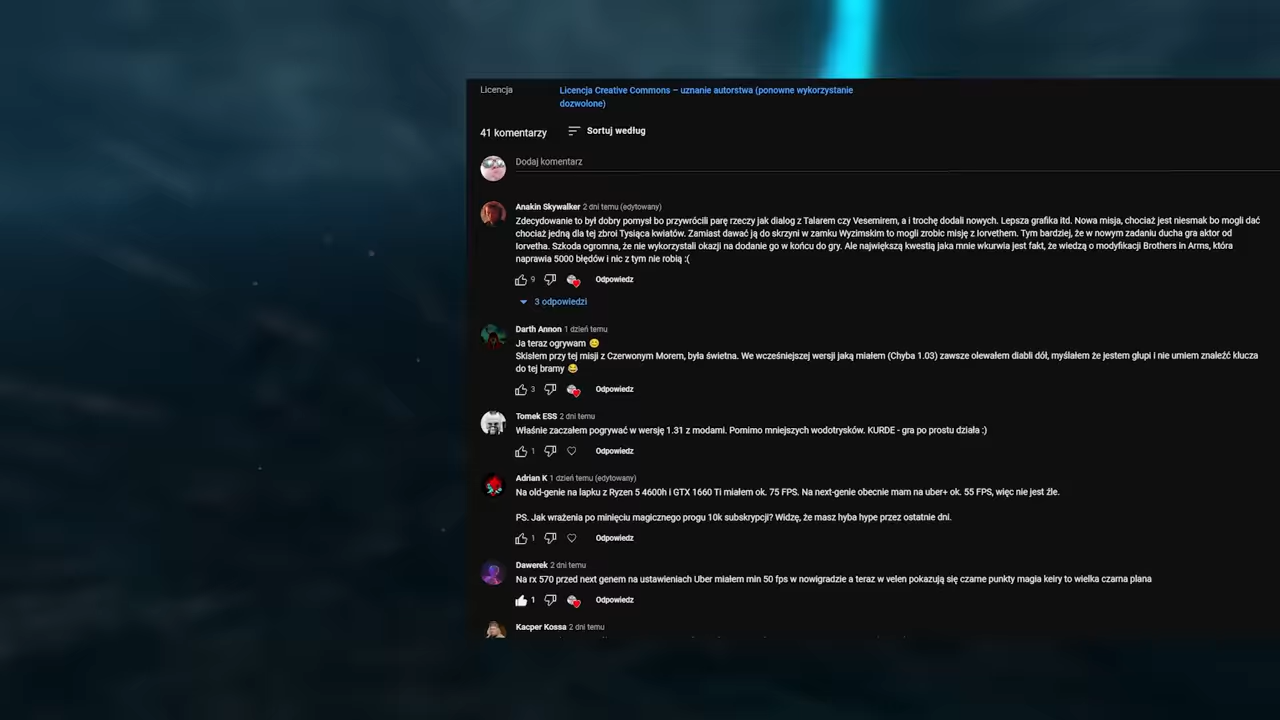 Licencja
Licencja Creative Commons – uznanie autorstwa (ponowne wykorzystanie
dozwolone)
41 komentarzy
Sortuj według
Dodaj komentarz
Anakin Skywalker 2 dni temu (edytowany)
Zdecydowanie to był dobry pomysł bo przywrócili parę rzeczy jak dialog z Talarem czy Vesemirem, a i trochę dodali nowych. Lepsza grafika itd. Nowa misja, chociaż jest niesmak bo mogli dać
chociaż jedną dla tej zbroi Tysiąca kwiatów. Zamiast dawać ją do skrzyni w zamku Wyzimskim to mogli zrobic misję z Iorvethem. Tym bardziej, że w nowym zadaniu ducha gra aktor od
Iorvetha. Szkoda ogromna, że nie wykorzystali okazji na dodanie go w końcu do gry. Ale największą kwestią jaka mnie wkurwia jest fakt, że wiedzą o modyfikacji Brothers in Arms, która
naprawia 5000 błędów i nic z tym nie robią :(
9
Odpowiedz
3 odpowiedzi
Darth Annon 1 dzień temu
Ja teraz ogrywam 😊
Skisłem przy tej misji z Czerwonym Morem, była świetna. We wcześniejszej wersji jaką miałem (Chyba 1.03) zawsze olewałem diabli dół, myślałem że jestem głupi i nie umiem znaleźć klucza
do tej bramy 😂
3
Odpowiedz
Tomek ESS 2 dni temu
Właśnie zaczałem pogrywać w wersję 1.31 z modami. Pomimo mniejszych wodotrysków. KURDE - gra po prostu działa :)
1
Odpowiedz
Adrian K 1 dzień temu (edytowany)
Na old-genie na lapku z Ryzen 5 4600h i GTX 1660 Ti miałem ok. 75 FPS. Na next-genie obecnie mam na uber+ ok. 55 FPS, więc nie jest źle.
PS. Jak wrażenia po minięciu magicznego progu 10k subskrypcji? Widzę, że masz hyba hype przez ostatnie dni.
1
Odpowiedz
Dawerek 2 dni temu
Na rx 570 przed next genem na ustawieniach Uber miałem min 50 fps w nowigradzie a teraz w velen pokazują się czarne punkty magia keiry to wielka czarna plana
1
Odpowiedz
Kacper Kossa 2 dni temu